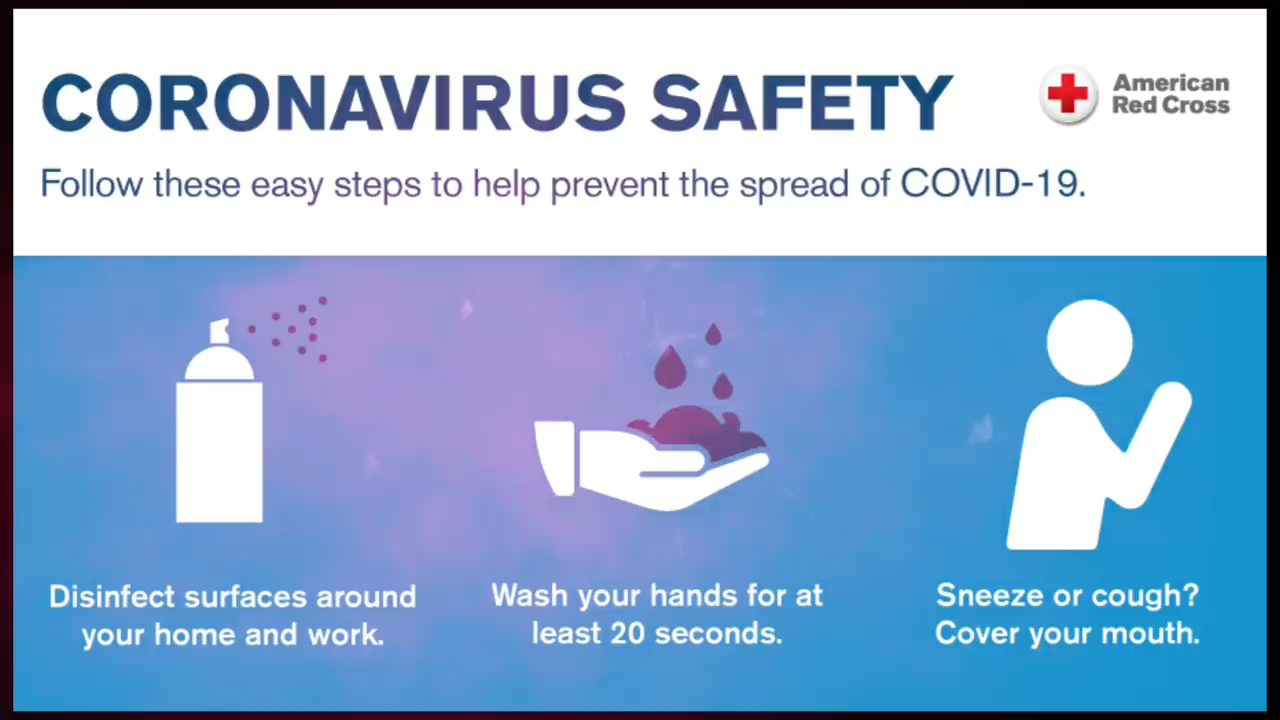 CORONAVIRUS SAFETY
American
Red Cross
Follow these easy steps to help prevent the spread of COVID-19.
Disinfect surfaces around
your home and work.
Wash your hands for at
least 20 seconds.
Sneeze or cough?
Cover your mouth.